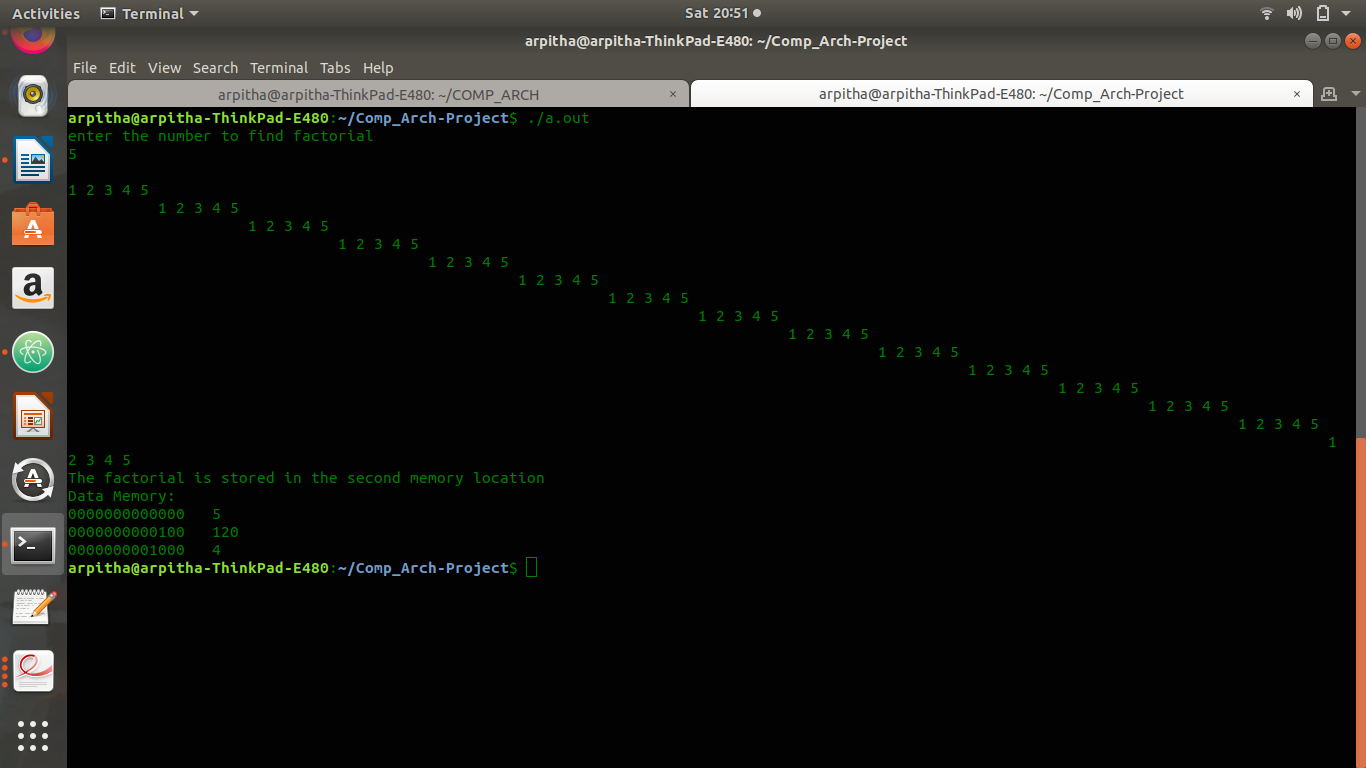 Activities Terminal Sat 20:51
arpitha@arpitha-ThinkPad-E480: ~/Comp_Arch-Project
File Edit View Search Terminal Tabs Help
arpitha@arpitha-ThinkPad-E480: ~/COMP_ARCH × arpitha@arpitha-ThinkPad-E480: ~/Comp_Arch-Project ×
arpitha@arpitha-ThinkPad-E480:~/Comp_Arch-Project$ ./a.out
enter the number to find factorial
5
1 2 3 4 5
1 2 3 4 5
1 2 3 4 5
1 2 3 4 5
1 2 3 4 5
1 2 3 4 5
1 2 3 4 5
1 2 3 4 5
1 2 3 4 5
1 2 3 4 5
1 2 3 4 5
1 2 3 4 5
1 2 3 4 5
1 2 3 4 5
1
2 3 4 5
The factorial is stored in the second memory location
Data Memory:
0000000000000 5
0000000000100 120
0000000001000 4
arpitha@arpitha-ThinkPad-E480:~/Comp_Arch-Project$